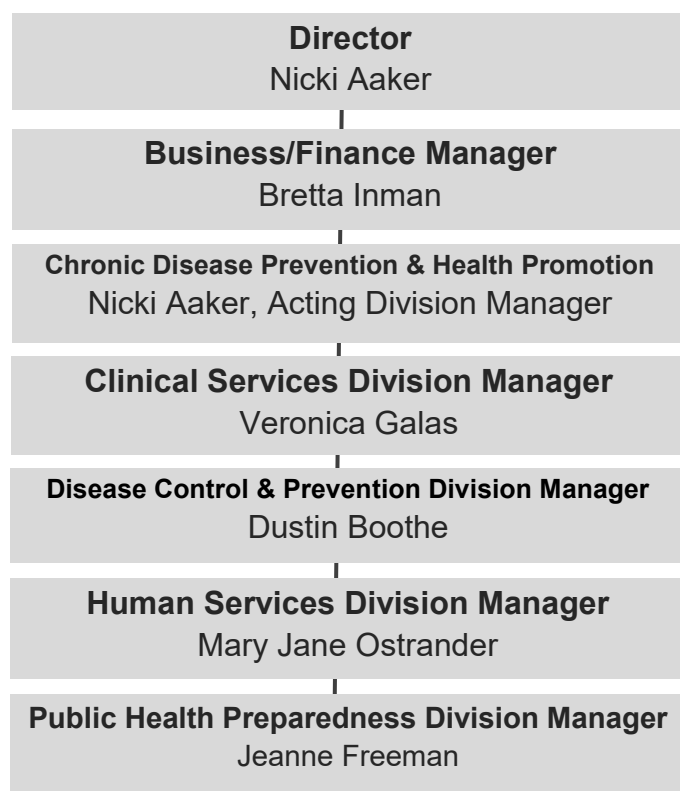 Director
Nicki Aaker
Business/Finance Manager
Bretta Inman
Chronic Disease Prevention & Health Promotion
Nicki Aaker, Acting Division Manager
Clinical Services Division Manager
Veronica Galas
Disease Control & Prevention Division Manager
Dustin Boothe
Human Services Division Manager
Mary Jane Ostrander
Public Health Preparedness Division Manager
Jeanne Freeman